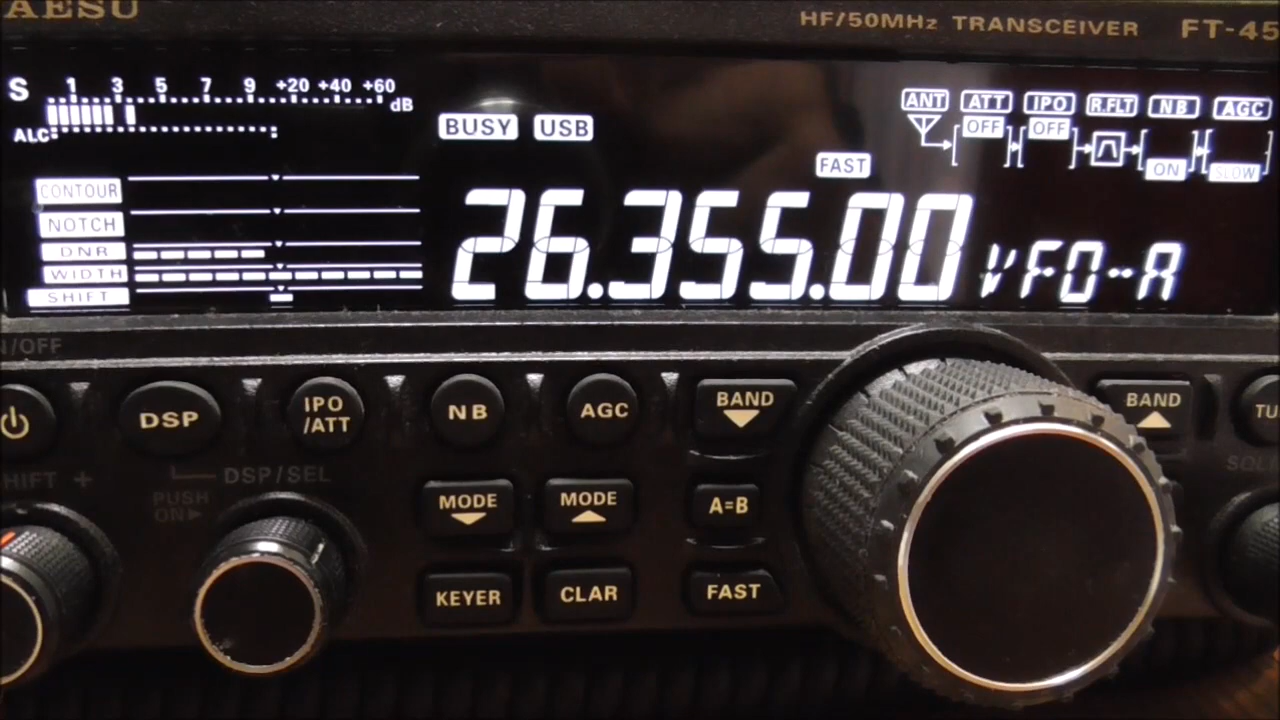 AESU
HF/50MHz TRANSCEIVER FT-45
S 1 3 5 7 9 +20 +40 +60 dB
ALC
BUSY USB
ANT ATT IPO R.FLT NB AGC
OFF OFF
ON SLOW
FAST
CONTOUR
NOTCH
DNR
WIDTH
SHIFT
26.355.00 VFO-A
N/OFF
DSP
IPO
/ATT
NB
AGC
BAND
BAND
TU
HIFT +
DSP/SEL
PUSH
ON
MODE
MODE
A=B
KEYER
CLAR
FAST